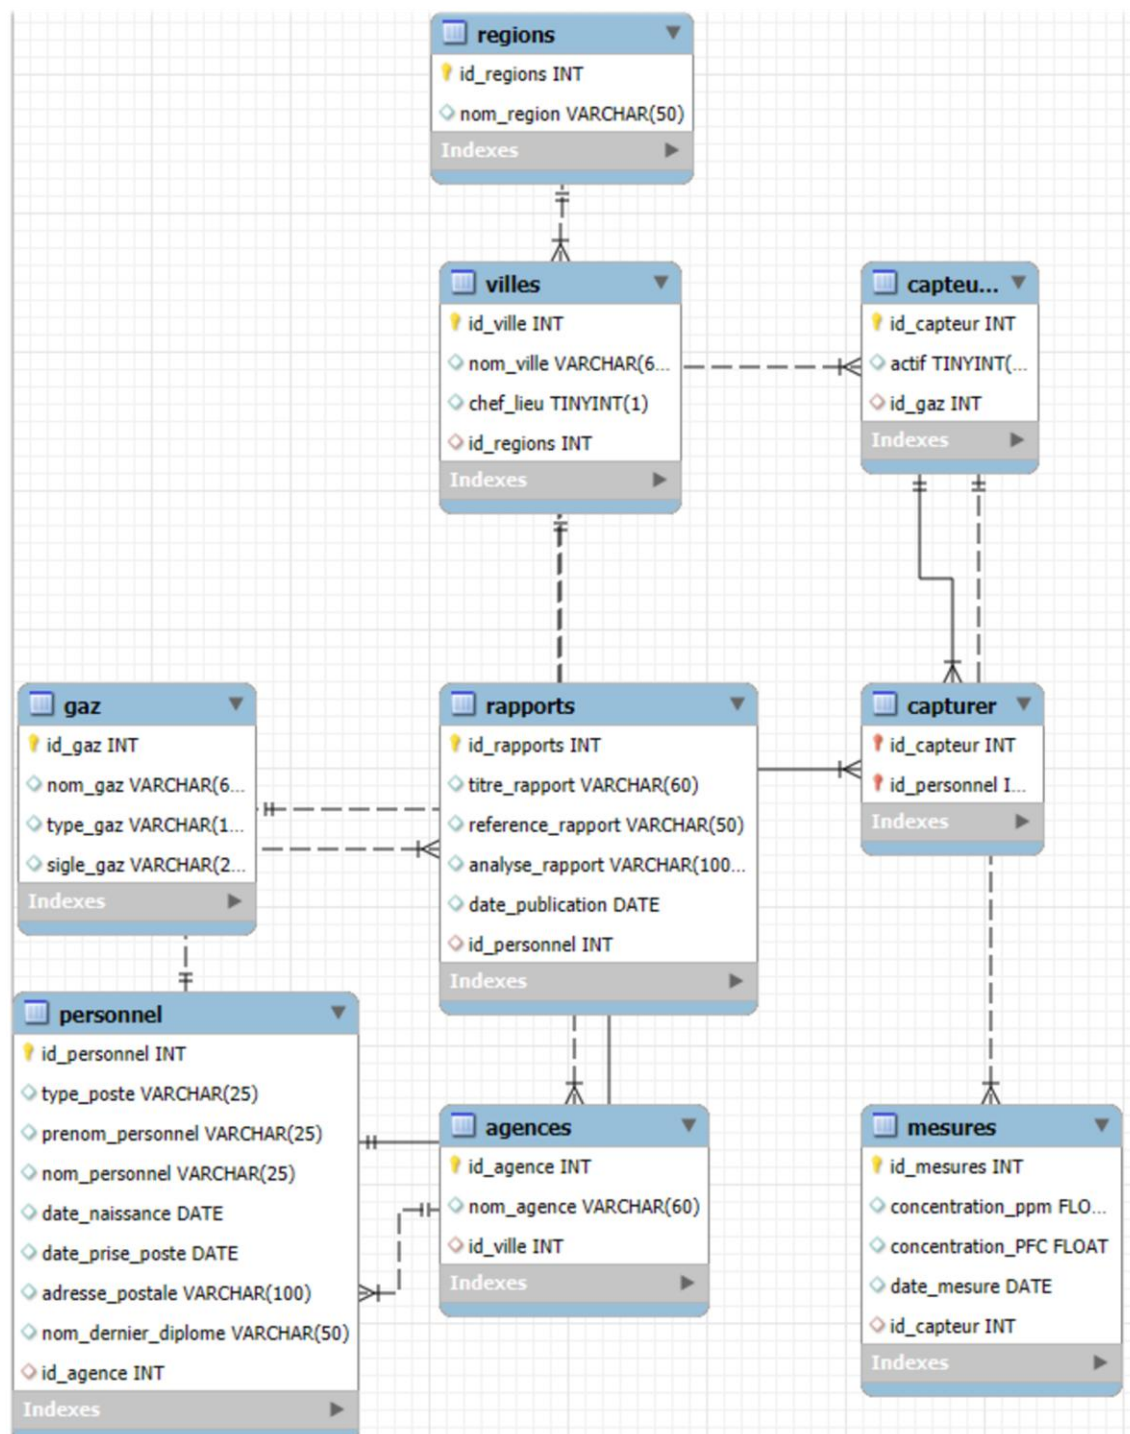 regions
id_regions INT
nom_region VARCHAR(50)
Indexes
villes
id_ville INT
nom_ville VARCHAR(6...
chef_lieu TINYINT(1)
id_regions INT
Indexes
capteu...
id_capteur INT
actif TINYINT(...
id_gaz INT
Indexes
gaz
id_gaz INT
nom_gaz VARCHAR(6...
type_gaz VARCHAR(1...
sigle_gaz VARCHAR(2...
Indexes
rapports
id_rapports INT
titre_rapport VARCHAR(60)
reference_rapport VARCHAR(50)
analyse_rapport VARCHAR(100...
date_publication DATE
id_personnel INT
Indexes
capturer
id_capteur INT
id_personnel I...
Indexes
personnel
id_personnel INT
type_poste VARCHAR(25)
prenom_personnel VARCHAR(25)
nom_personnel VARCHAR(25)
date_naissance DATE
date_prise_poste DATE
adresse_postale VARCHAR(100)
nom_dernier_diplome VARCHAR(50)
id_agence INT
Indexes
agences
id_agence INT
nom_agence VARCHAR(60)
id_ville INT
Indexes
mesures
id_mesures INT
concentration_ppm FLO...
concentration_PFC FLOAT
date_mesure DATE
id_capteur INT
Indexes